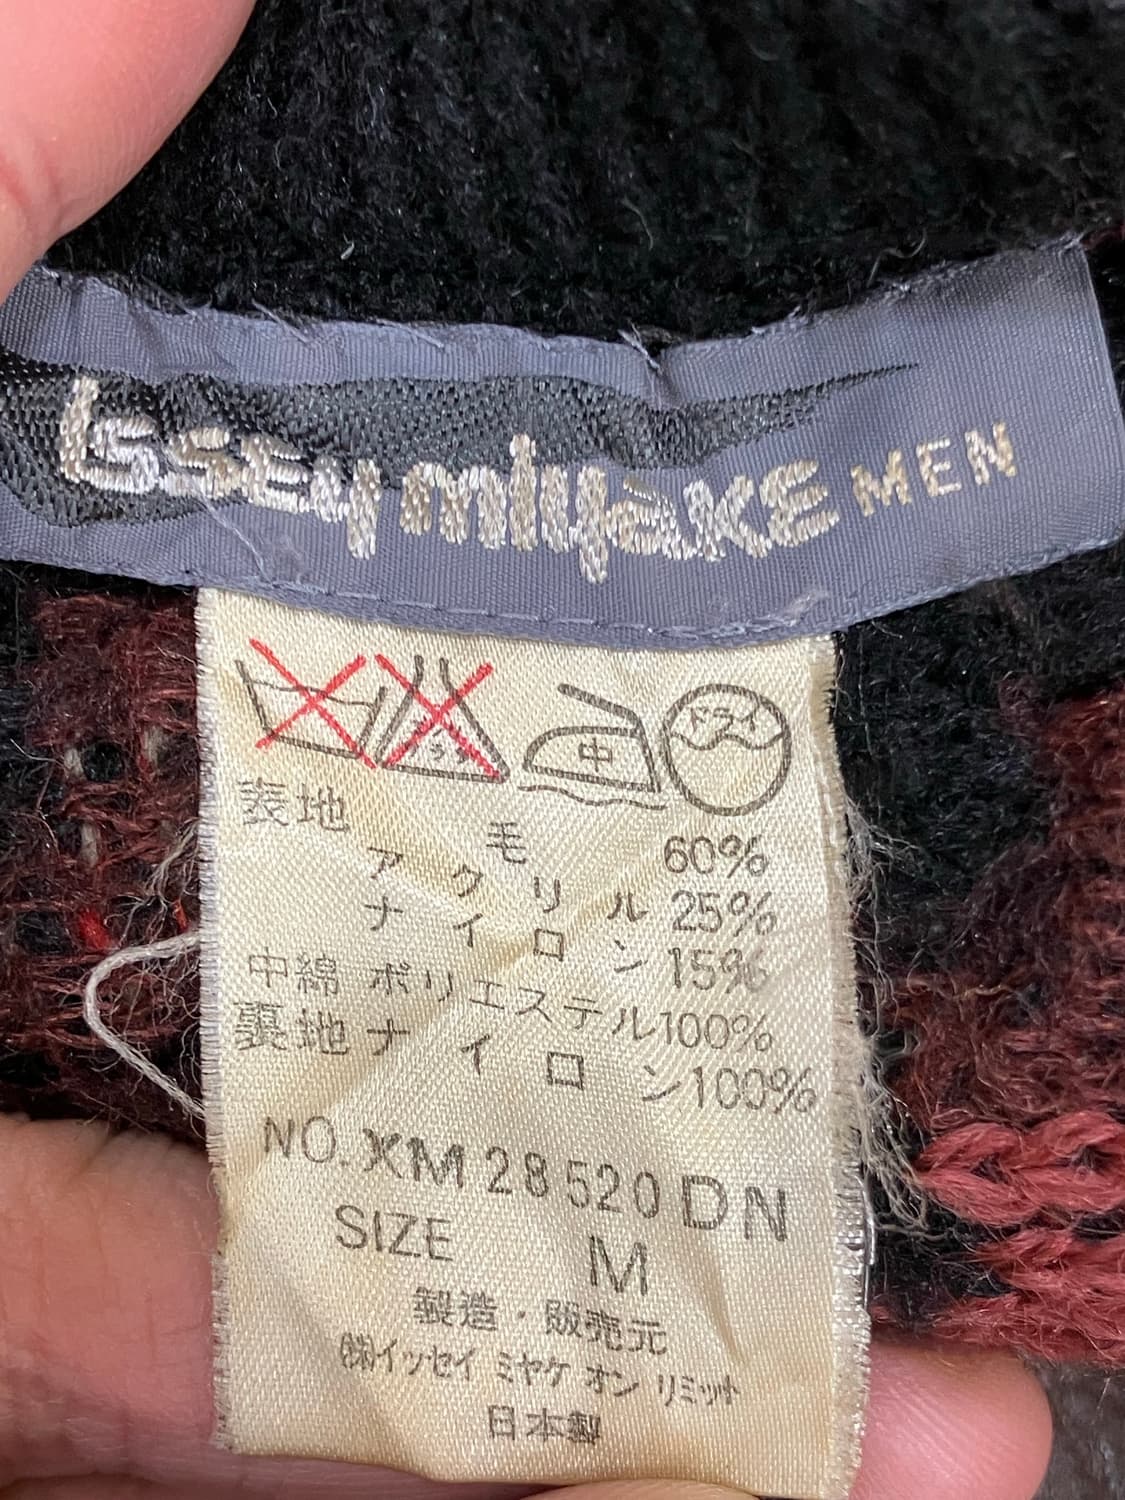 Issey miyake MEN
中 ドライ
表地 毛 60%
アクリル 25%
ナイロン 15%
中綿 ポリエステル100%
裏地 ナイロン100%
NO. XM28520DN
SIZE M
製造・販売元
㈱イッセイ ミヤケ オン リミット
日本製